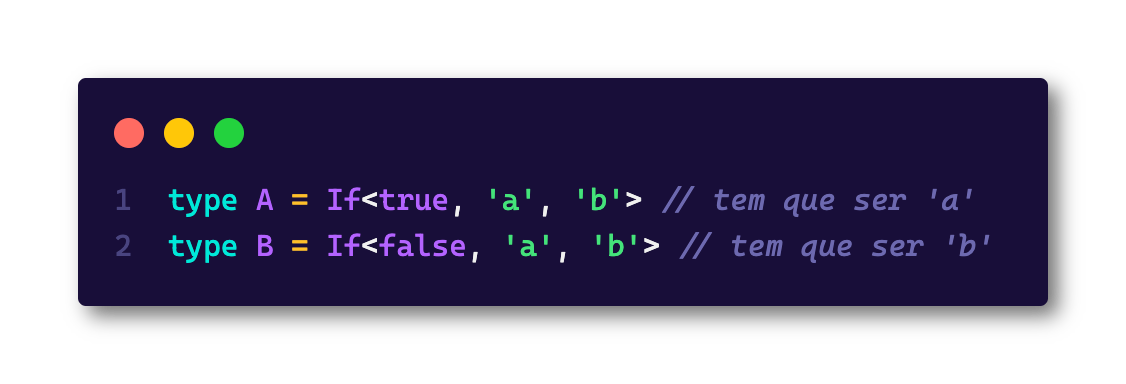 1 type A = If<true, 'a', 'b'> // tem que ser 'a'
2 type B = If<false, 'a', 'b'> // tem que ser 'b'